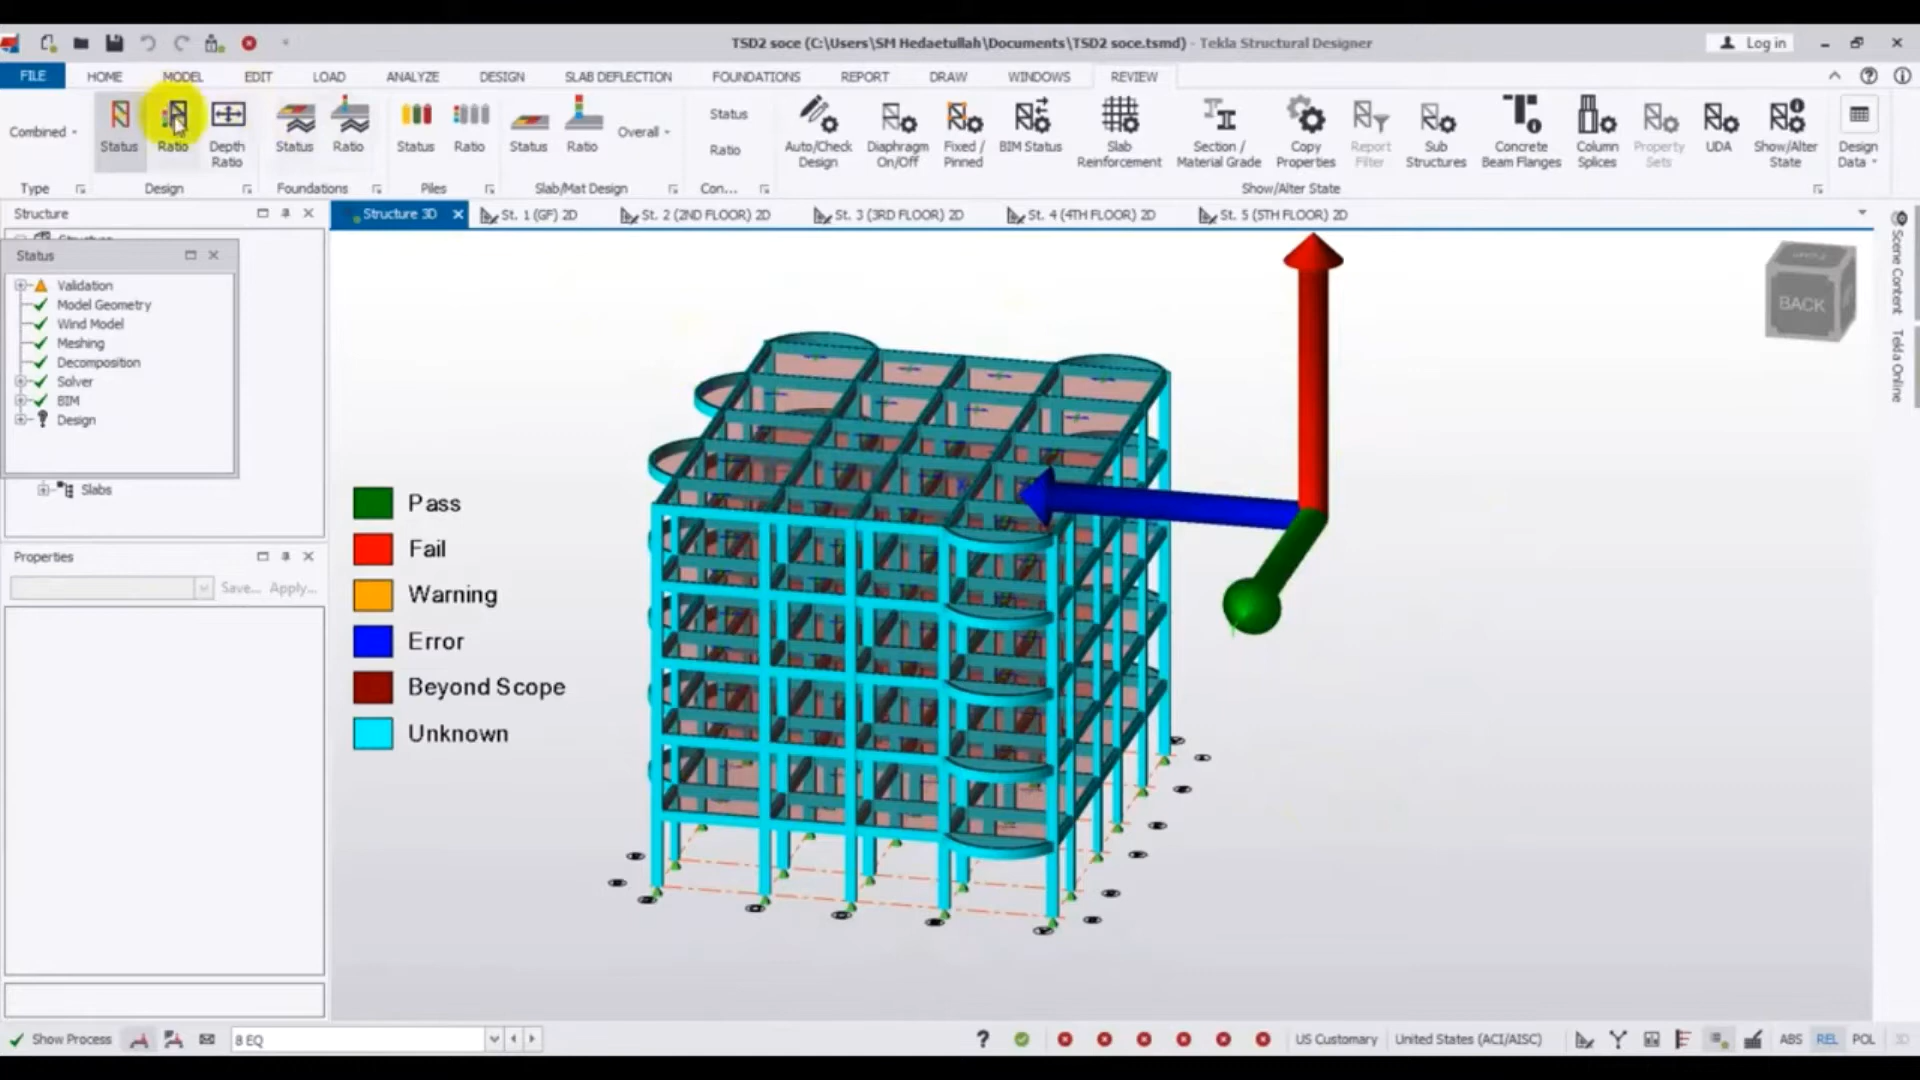 TSD2 soce (C:\Users\SM Hedaetullah\Documents\TSD2 soce.tsmd) - Tekla Structural Designer
Log in
FILE HOME MODEL EDIT LOAD ANALYZE DESIGN SLAB DEFLECTION FOUNDATIONS REPORT DRAW WINDOWS REVIEW
Combined
Status
Ratio
Depth Ratio
Status
Ratio
Status
Ratio
Status
Ratio
Overall
Status
Ratio
Auto/Check Design
Diaphragm On/Off
Fixed / Pinned
BIM Status
Slab Reinforcement
Section / Material Grade
Copy Properties
Report Filter
Sub Structures
Concrete Beam Flanges
Column Splices
Property Sets
UDA
Show/Alter State
Design Data
Type Design Foundations Piles Slab/Mat Design Con... Show/Alter State
Structure
Structure 3D St. 1 (GF) 2D St. 2 (2ND FLOOR) 2D St. 3 (3RD FLOOR) 2D St. 4 (4TH FLOOR) 2D St. 5 (5TH FLOOR) 2D
Status
Validation
Model Geometry
Wind Model
Meshing
Decomposition
Solver
BIM
Design
Slabs
Properties
Save... Apply...
Pass
Fail
Warning
Error
Beyond Scope
Unknown
BACK
Scene Content
Tekla Online
Show Process 8 EQ US Customary United States (ACI/AISC) ABS REL POL